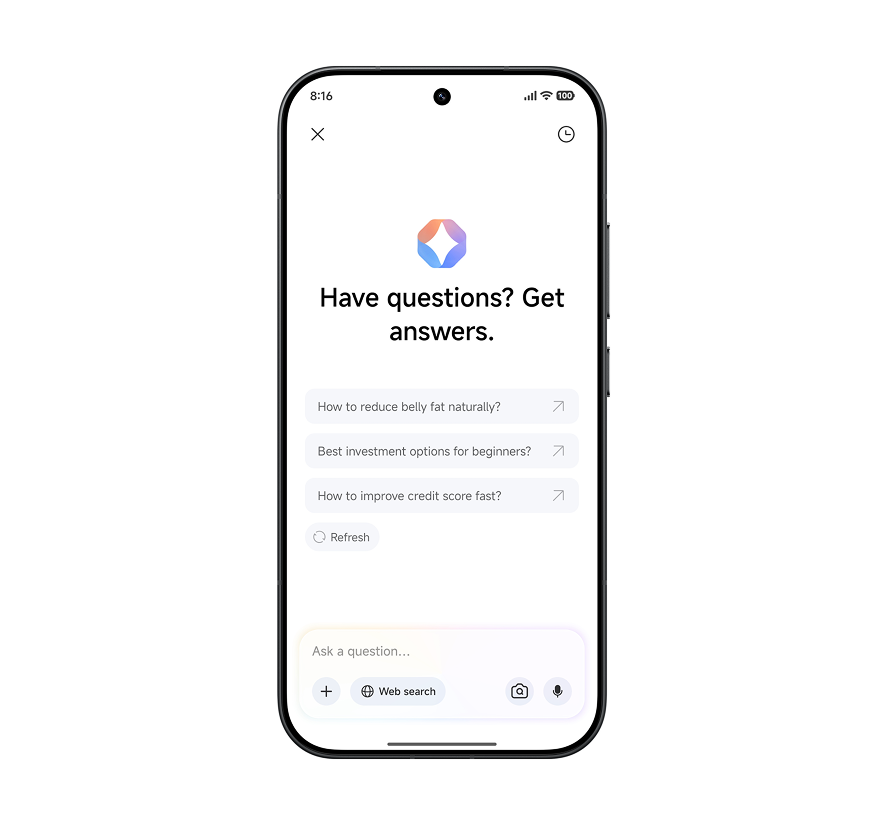 8:16
100
Have questions? Get
answers.
How to reduce belly fat naturally?
Best investment options for beginners?
How to improve credit score fast?
Refresh
Ask a question...
Web search